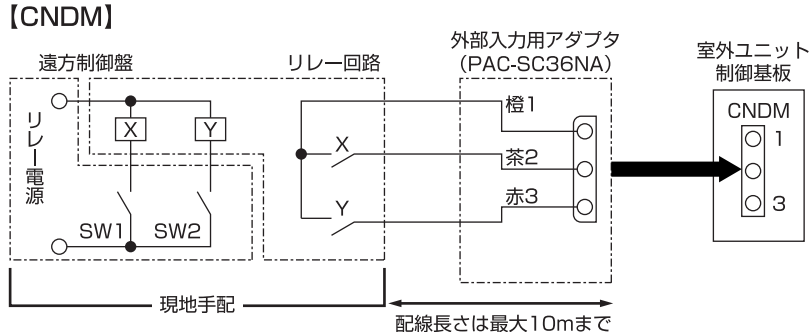 【CNDM】
遠方制御盤
リレー回路
外部入力用アダプタ
(PAC-SC36NA)
室外ユニット
制御基板
リレー電源
X
Y
SW1
SW2
X
Y
橙1
茶2
赤3
CNDM
1
3
現地手配
配線長さは最大10mまで